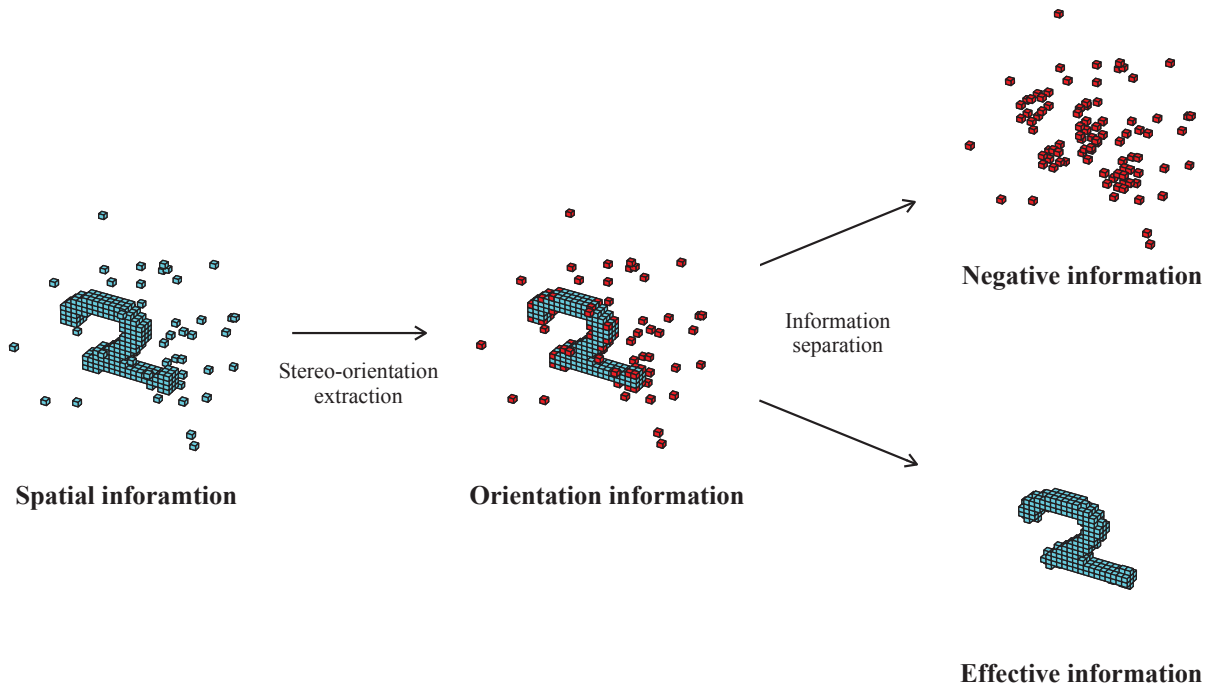 Spatial inforamtion
Stereo-orientation
extraction
Orientation information
Information
separation
Negative information
Effective information